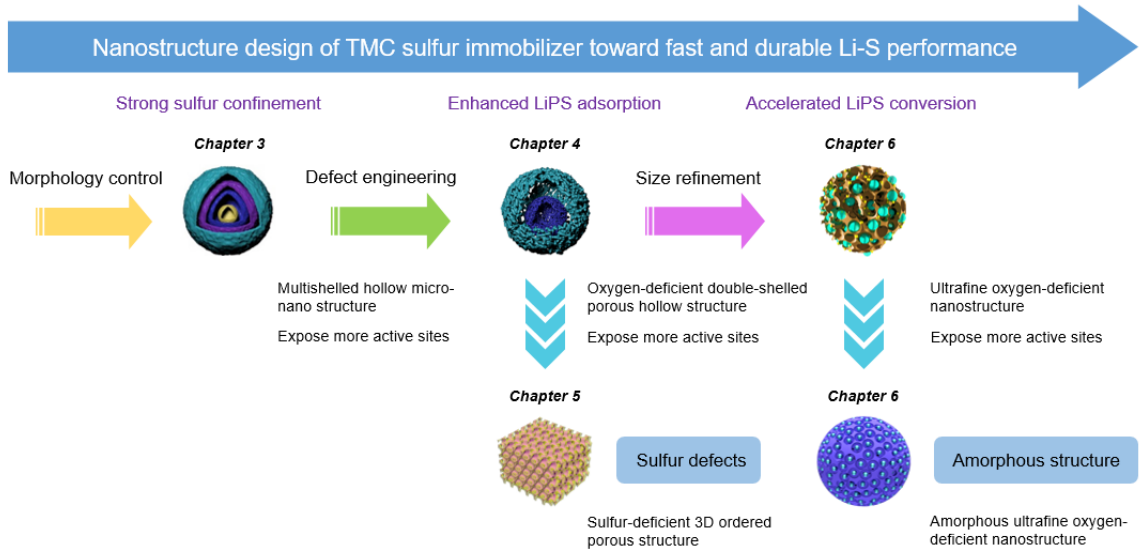 Nanostructure design of TMC sulfur immobilizer toward fast and durable Li-S performance
Strong sulfur confinement
Enhanced LiPS adsorption
Accelerated LiPS conversion
Chapter 3
Chapter 4
Chapter 6
Morphology control
Defect engineering
Size refinement
Multishelled hollow micro-
nano structure
Expose more active sites
Oxygen-deficient double-shelled
porous hollow structure
Expose more active sites
Ultrafine oxygen-deficient
nanostructure
Expose more active sites
Chapter 5
Chapter 6
Sulfur defects
Amorphous structure
Sulfur-deficient 3D ordered
porous structure
Amorphous ultrafine oxygen-
deficient nanostructure